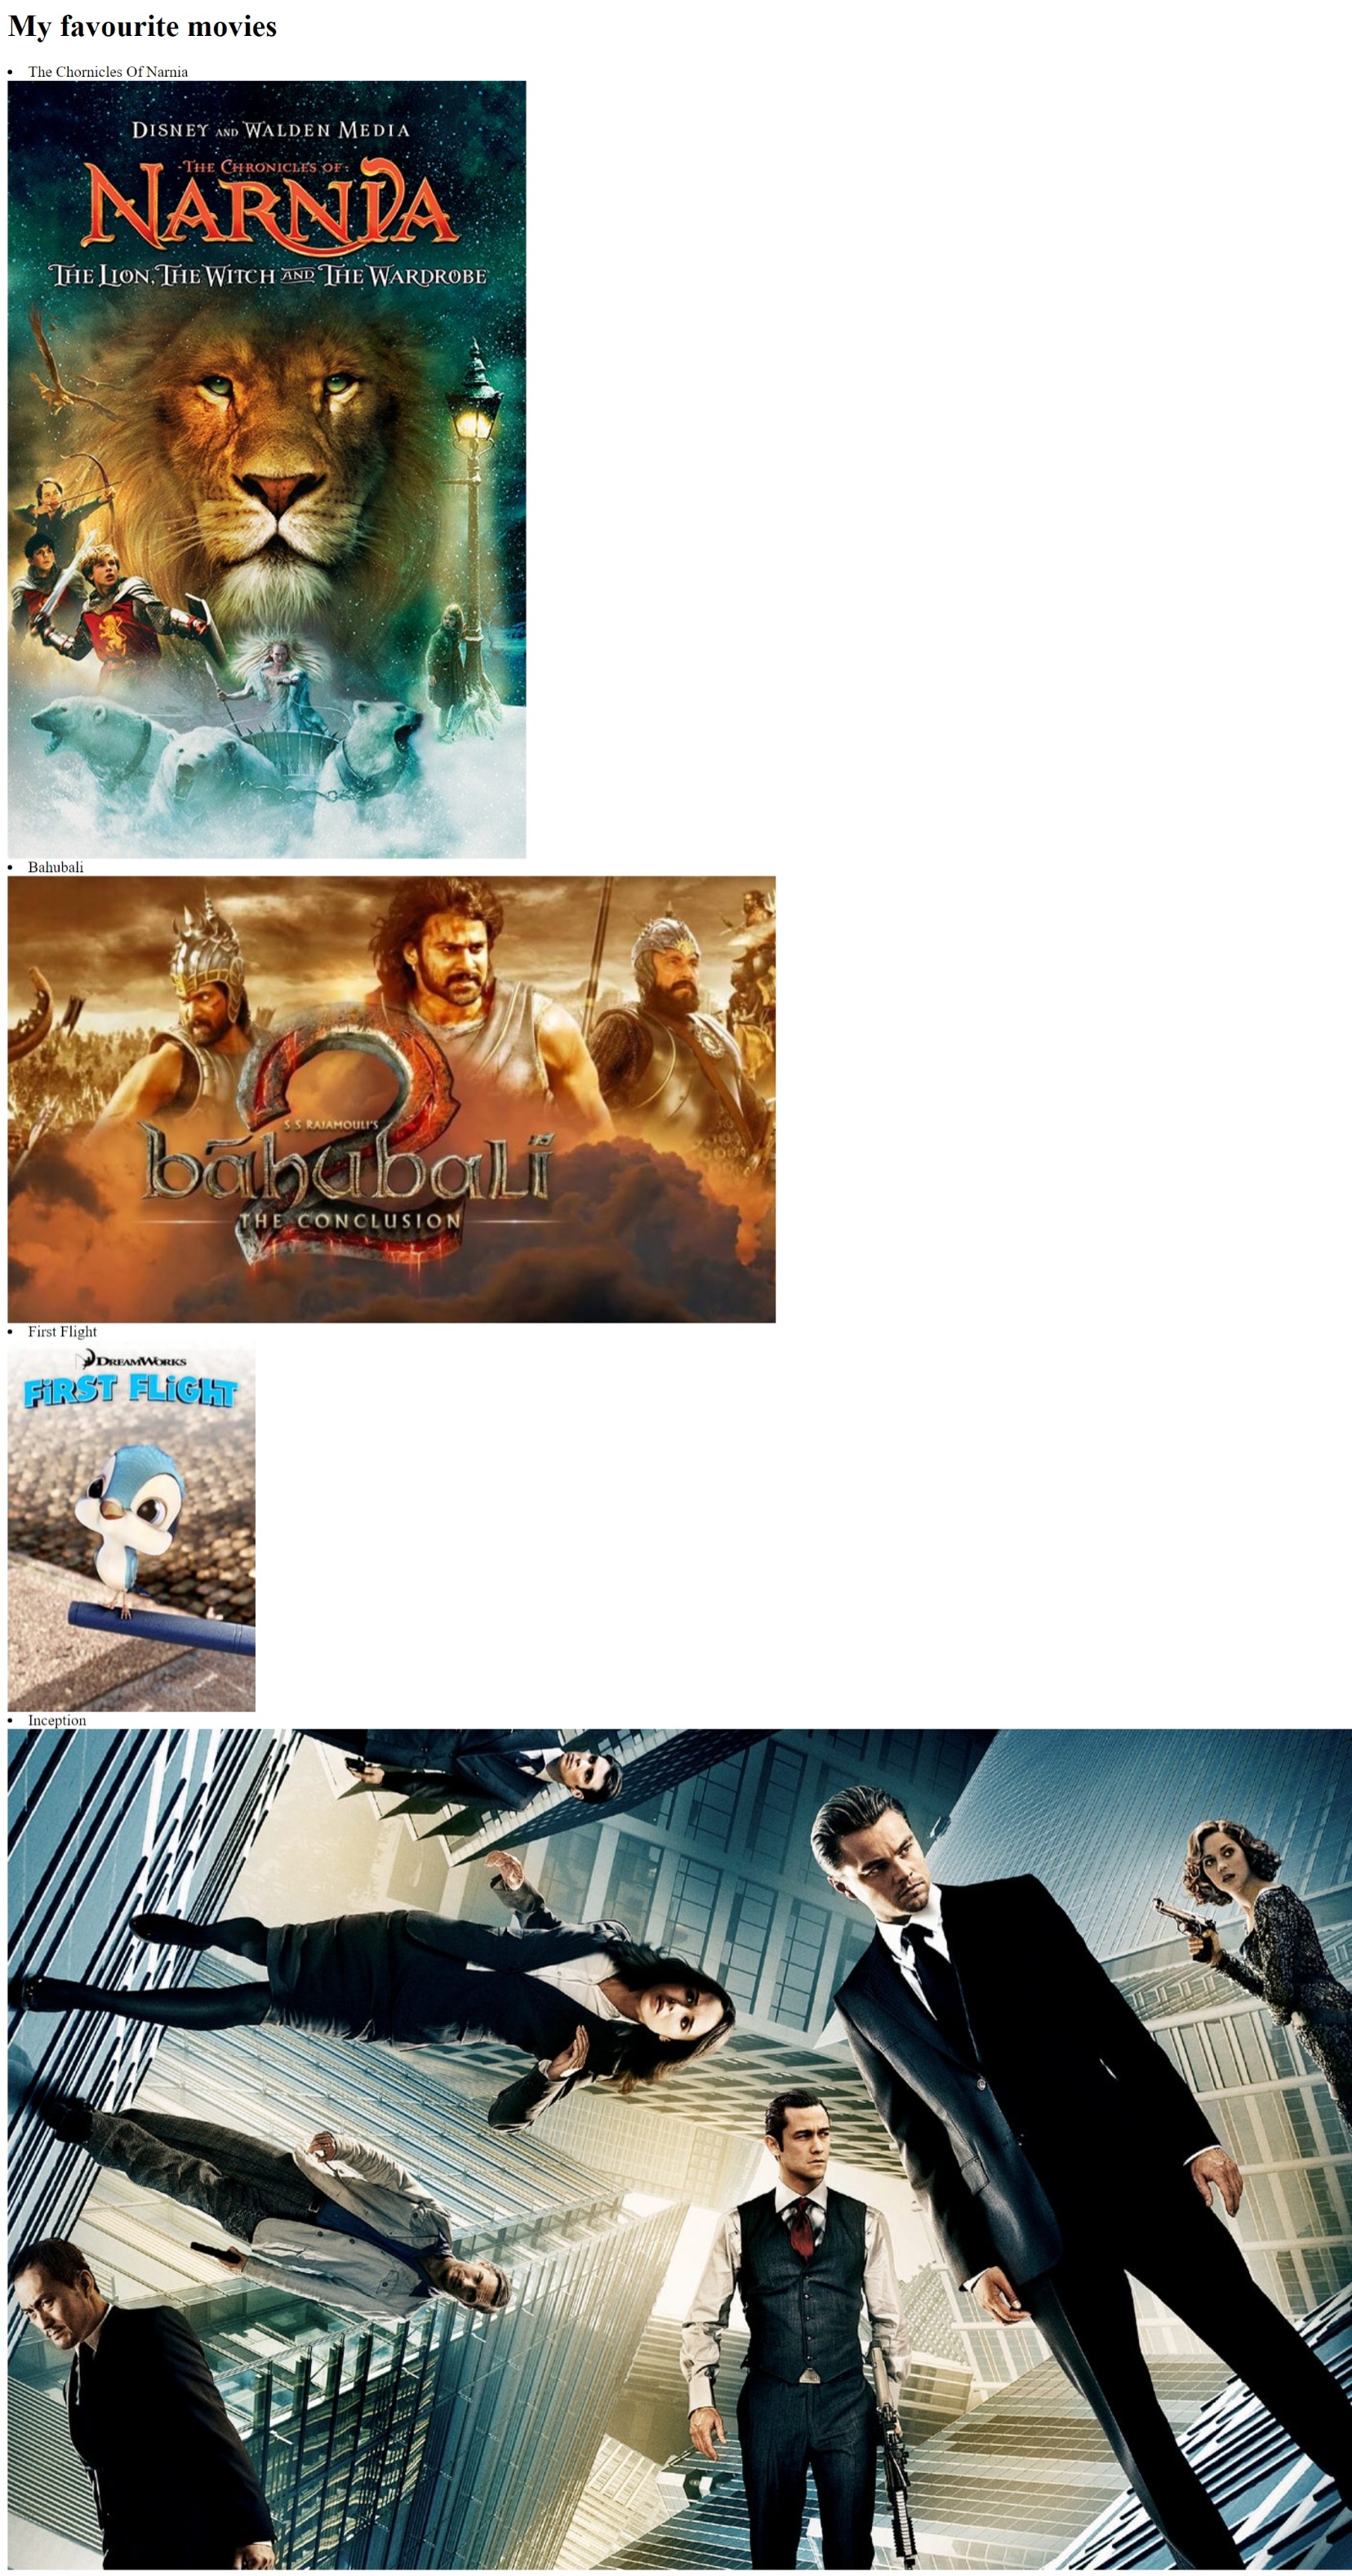 My favourite movies
The Chornicles Of Narnia
DISNEY AND WALDEN MEDIA
THE CHRONICLES OF
NARNIA
THE LION, THE WITCH AND THE WARDROBE
Bahubali
2
S S RAJAMOULI'S
bāhubali
THE CONCLUSION
First Flight
DREAMWORKS
FiRST FLiGHT
Inception